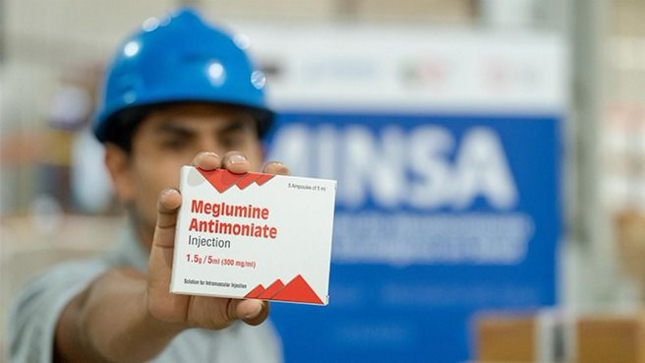 MINSA
5 Ampoules of 5 ml
Meglumine
Antimoniate
Injection
1.5g / 5ml (300 mg/ml)
Solution for Intramuscular Injection